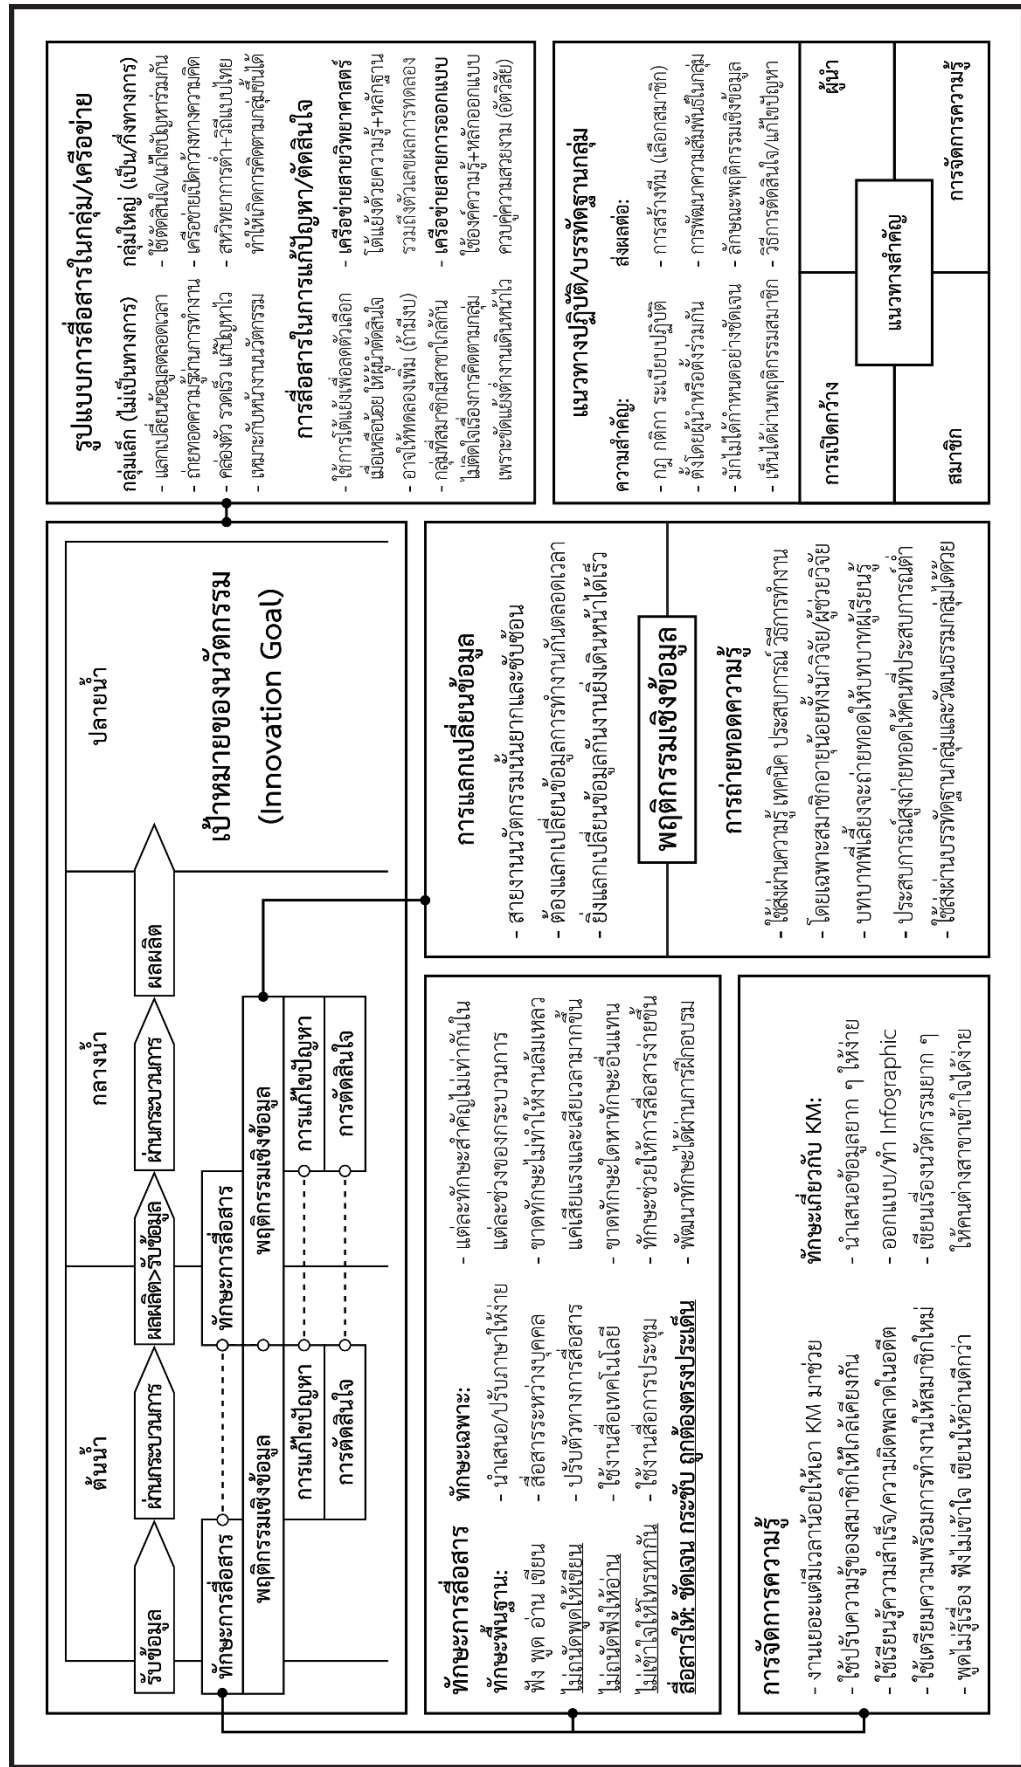 ต้นน้ำ
กลางน้ำ
ปลายน้ำ
รับข้อมูล
ผ่านกระบวนการ
ผลผลิต>รับข้อมูล
ผ่านกระบวนการ
ผลผลิต
ทักษะการสื่อสาร
ทักษะการสื่อสาร
พฤติกรรมเชิงข้อมูล
พฤติกรรมเชิงข้อมูล
การแก้ไขปัญหา
การแก้ไขปัญหา
การตัดสินใจ
การตัดสินใจ
เป้าหมายของนวัตกรรม
(Innovation Goal)
รูปแบบการสื่อสารในกลุ่ม/เครือข่าย
กลุ่มเล็ก (ไม่เป็นทางการ)
- แลกเปลี่ยนข้อมูลตลอดเวลา
- ถ่ายทอดความรู้ผ่านการทำงาน
- คล่องตัว รวดเร็ว แก้ปัญหาไว
- เหมาะกับหน้างานนวัตกรรม
กลุ่มใหญ่ (เป็น/กึ่งทางการ)
- ใช้ตัดสินใจ/แก้ไขปัญหาร่วมกัน
- เครือข่ายเปิดกว้างทางความคิด
- สหวิทยาการต่ำ+วิถีแบบไทย
ทำให้เกิดการคิดตามกลุ่มขึ้นได้
การสื่อสารในการแก้ปัญหา/ตัดสินใจ
- ใช้การโต้แย้งเพื่อลดตัวเลือก
เมื่อเหลือน้อย ให้ผู้นำตัดสินใจ
- อาจให้ทดลองเพิ่ม (ถ้ามีงบ)
- กลุ่มที่สมาชิกมีสาขาใกล้กัน
ไม่ติดใจเรื่องการคิดตามกลุ่ม
เพราะขัดแย้งต่ำงานเดินหน้าไว
- เครือข่ายสายวิทยาศาสตร์
โต้แย้งด้วยความรู้+หลักฐาน
รวมถึงตัวเลขผลการทดลอง
- เครือข่ายสายการออกแบบ
ใช้องค์ความรู้+หลักออกแบบ
ควบคู่ความสวยงาม (อัตวิสัย)
ทักษะการสื่อสาร
ทักษะพื้นฐาน:
ฟัง พูด อ่าน เขียน
ไม่ถนัดพูดให้เขียน
ไม่ถนัดฟังให้อ่าน
ไม่เข้าใจให้โทรหากัน
ทักษะเฉพาะ:
- นำเสนอ/ปรับภาษาให้ง่าย
- สื่อสารระหว่างบุคคล
- ปรับตัวทางการสื่อสาร
- ใช้งานสื่อเทคโนโลยี
- ใช้งานสื่อการประชุม
สื่อสารให้: ชัดเจน กระชับ ถูกต้องตรงประเด็น
- แต่ละทักษะสำคัญไม่เท่ากันใน
แต่ละช่วงของกระบวนการ
- ขาดทักษะไม่ทำให้งานล้มเหลว
แค่เสียแรงและเสียเวลามากขึ้น
- ขาดทักษะใดหาทักษะอื่นแทน
- ทักษะช่วยให้การสื่อสารง่ายขึ้น
- พัฒนาทักษะได้ผ่านการฝึกอบรม
การแลกเปลี่ยนข้อมูล
- สายงานนวัตกรรมนั้นยากและซับซ้อน
ต้องแลกเปลี่ยนข้อมูลการทำงานกันตลอดเวลา
- ยิ่งแลกเปลี่ยนข้อมูลกันงานยิ่งเดินหน้าได้เร็ว
พฤติกรรมเชิงข้อมูล
การถ่ายทอดความรู้
- ใช้ส่งผ่านความรู้ เทคนิค ประสบการณ์ วิธีการทำงาน
- โดยเฉพาะสมาชิกอายุน้อยทั้งนักวิจัย/ผู้ช่วยวิจัย
- บทบาทพี่เลี้ยงจะถ่ายทอดให้บทบาทผู้เรียนรู้
- ประสบการณ์สูงถ่ายทอดให้คนที่ประสบการณ์ต่ำ
- ใช้ส่งผ่านบรรทัดฐานกลุ่มและวัฒนธรรมกลุ่มได้ด้วย
แนวทางปฏิบัติ/บรรทัดฐานกลุ่ม
ความสำคัญ:
- กฎ กติกา ระเบียบปฏิบัติ
- ตั้งโดยผู้นำหรือตั้งร่วมกัน
- มักไม่ได้กำหนดอย่างชัดเจน
- เห็นได้ผ่านพฤติกรรมสมาชิก
ส่งผลต่อ:
- การสร้างทีม (เลือกสมาชิก)
- การพัฒนาความสัมพันธ์ในกลุ่ม
- ลักษณะพฤติกรรมเชิงข้อมูล
- วิธีการตัดสินใจ/แก้ไขปัญหา
การเปิดกว้าง
ผู้นำ
แนวทางสำคัญ
สมาชิก
การจัดการความรู้
การจัดการความรู้
- งานเยอะแต่มีเวลาน้อยให้เอา KM มาช่วย
- ใช้ปรับความรู้ของสมาชิกให้ใกล้เคียงกัน
- ใช้เรียนรู้ความสำเร็จ/ความผิดพลาดในอดีต
- ใช้เตรียมความพร้อมการทำงานให้สมาชิกใหม่
- พูดไม่รู้เรื่อง ฟังไม่เข้าใจ เขียนให้อ่านดีกว่า
ทักษะเกี่ยวกับ KM:
- นำเสนอข้อมูลยาก ๆ ให้ง่าย
- ออกแบบ/ทำ Infographic
- เขียนเรื่องนวัตกรรมยาก ๆ
ให้คนต่างสาขาเข้าใจได้ง่าย